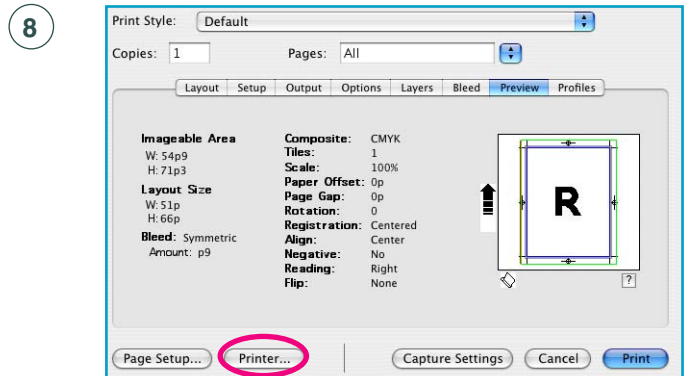 8
Print Style: Default
Copies: 1 Pages: All
Layout Setup Output Options Layers Bleed Preview Profiles
Imageable Area
W: 54p9
H: 71p3
Layout Size
W: 51p
H: 66p
Bleed: Symmetric
Amount: p9
Composite: CMYK
Tiles: 1
Scale: 100%
Paper Offset: 0p
Page Gap: 0p
Rotation: 0
Registration: Centered
Align: Center
Negative: No
Reading: Right
Flip: None
R
?
Page Setup... Printer... Capture Settings Cancel Print